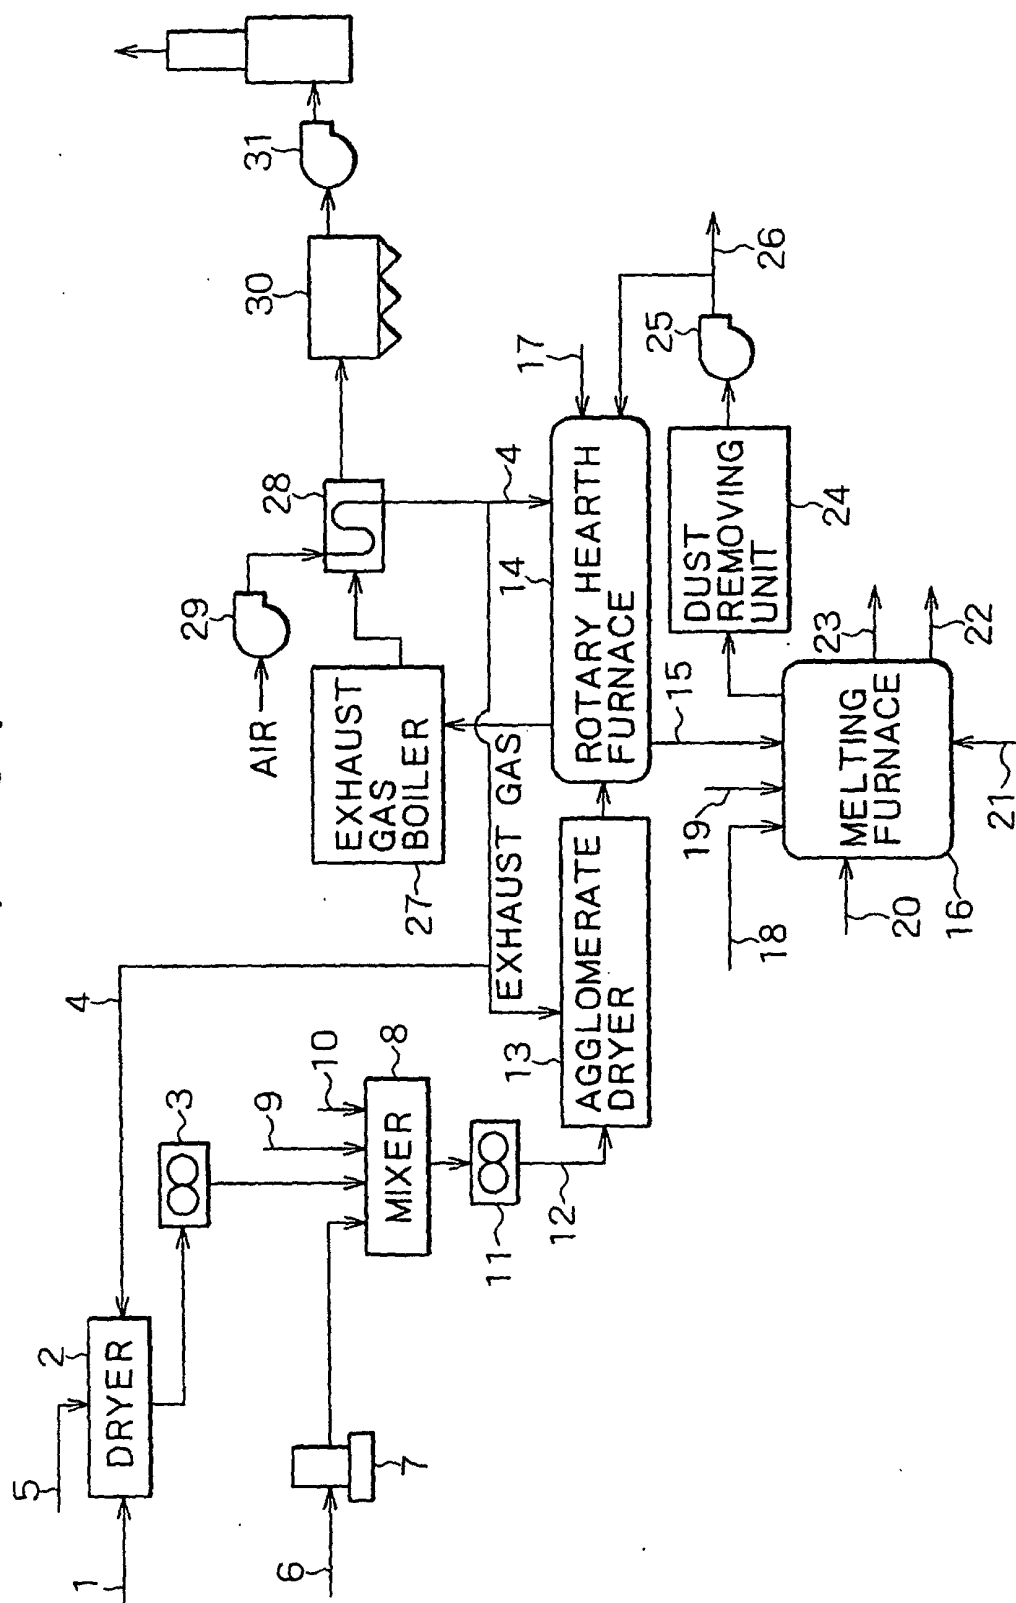 1
5
2
DRYER
4
3
6
7
9
10
8
MIXER
11
12
13
AGGLOMERATE
DRYER
EXHAUST GAS
27
EXHAUST
GAS
BOILER
AIR
29
28
4
30
31
14
ROTARY HEARTH
FURNACE
17
15
18
19
20
16
MELTING
FURNACE
21
22
23
DUST
REMOVING
UNIT
24
25
26